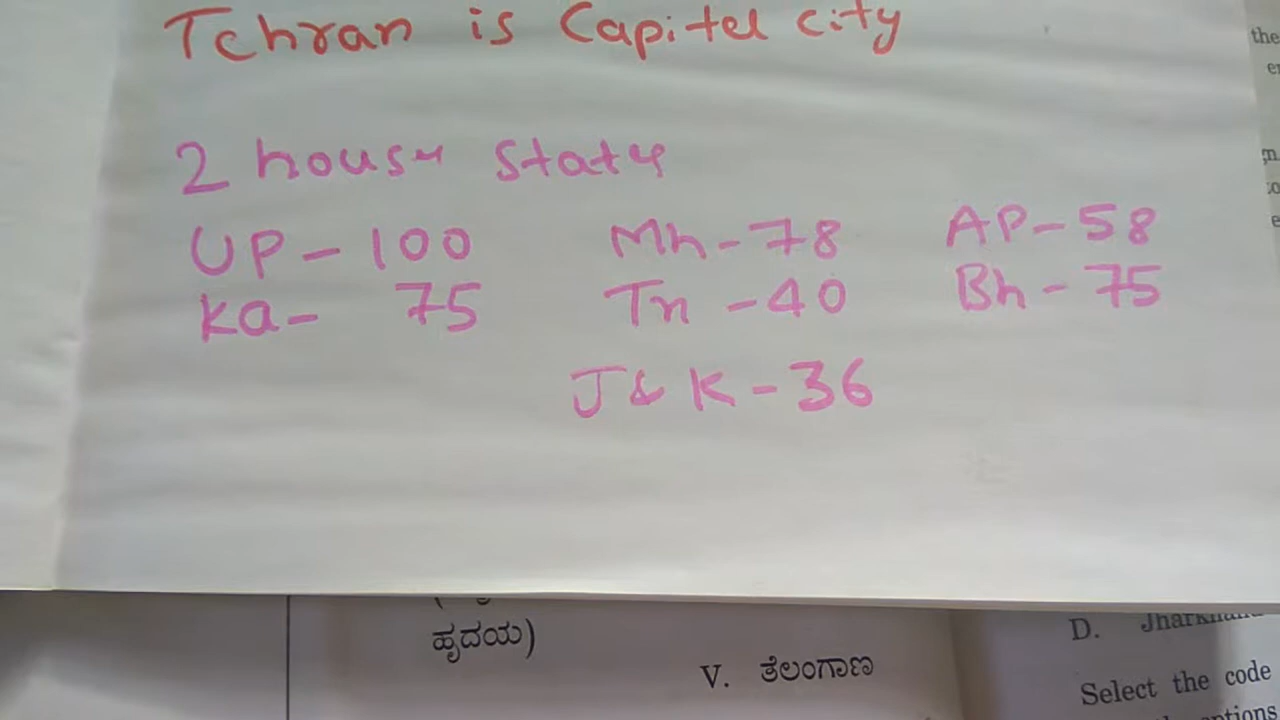 Tehran is Capitel city
2 house state
UP - 100 Mh - 78 AP - 58
Ka - 75 Tn - 40 Bh - 75
J & K - 36
the
ಹೃದಯ)
V. ತೆಲಂಗಾಣ
D.
Select the code